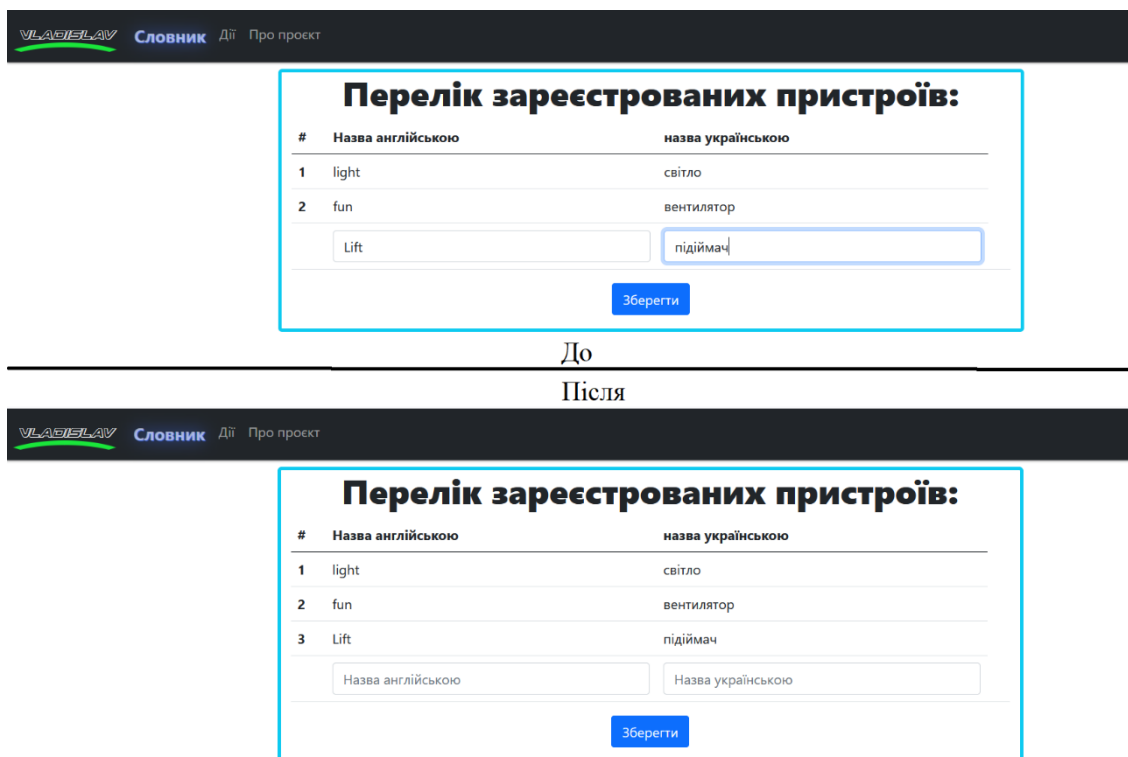 VLADISLAV Словник Дії Про проєкт
Перелік зареєстрованих пристроїв:
# Назва англійською назва українською
1 light світло
2 fun вентилятор
Lift підіймач
Зберегти
До
Після
VLADISLAV Словник Дії Про проєкт
Перелік зареєстрованих пристроїв:
# Назва англійською назва українською
1 light світло
2 fun вентилятор
3 Lift підіймач
Назва англійською Назва українською
Зберегти